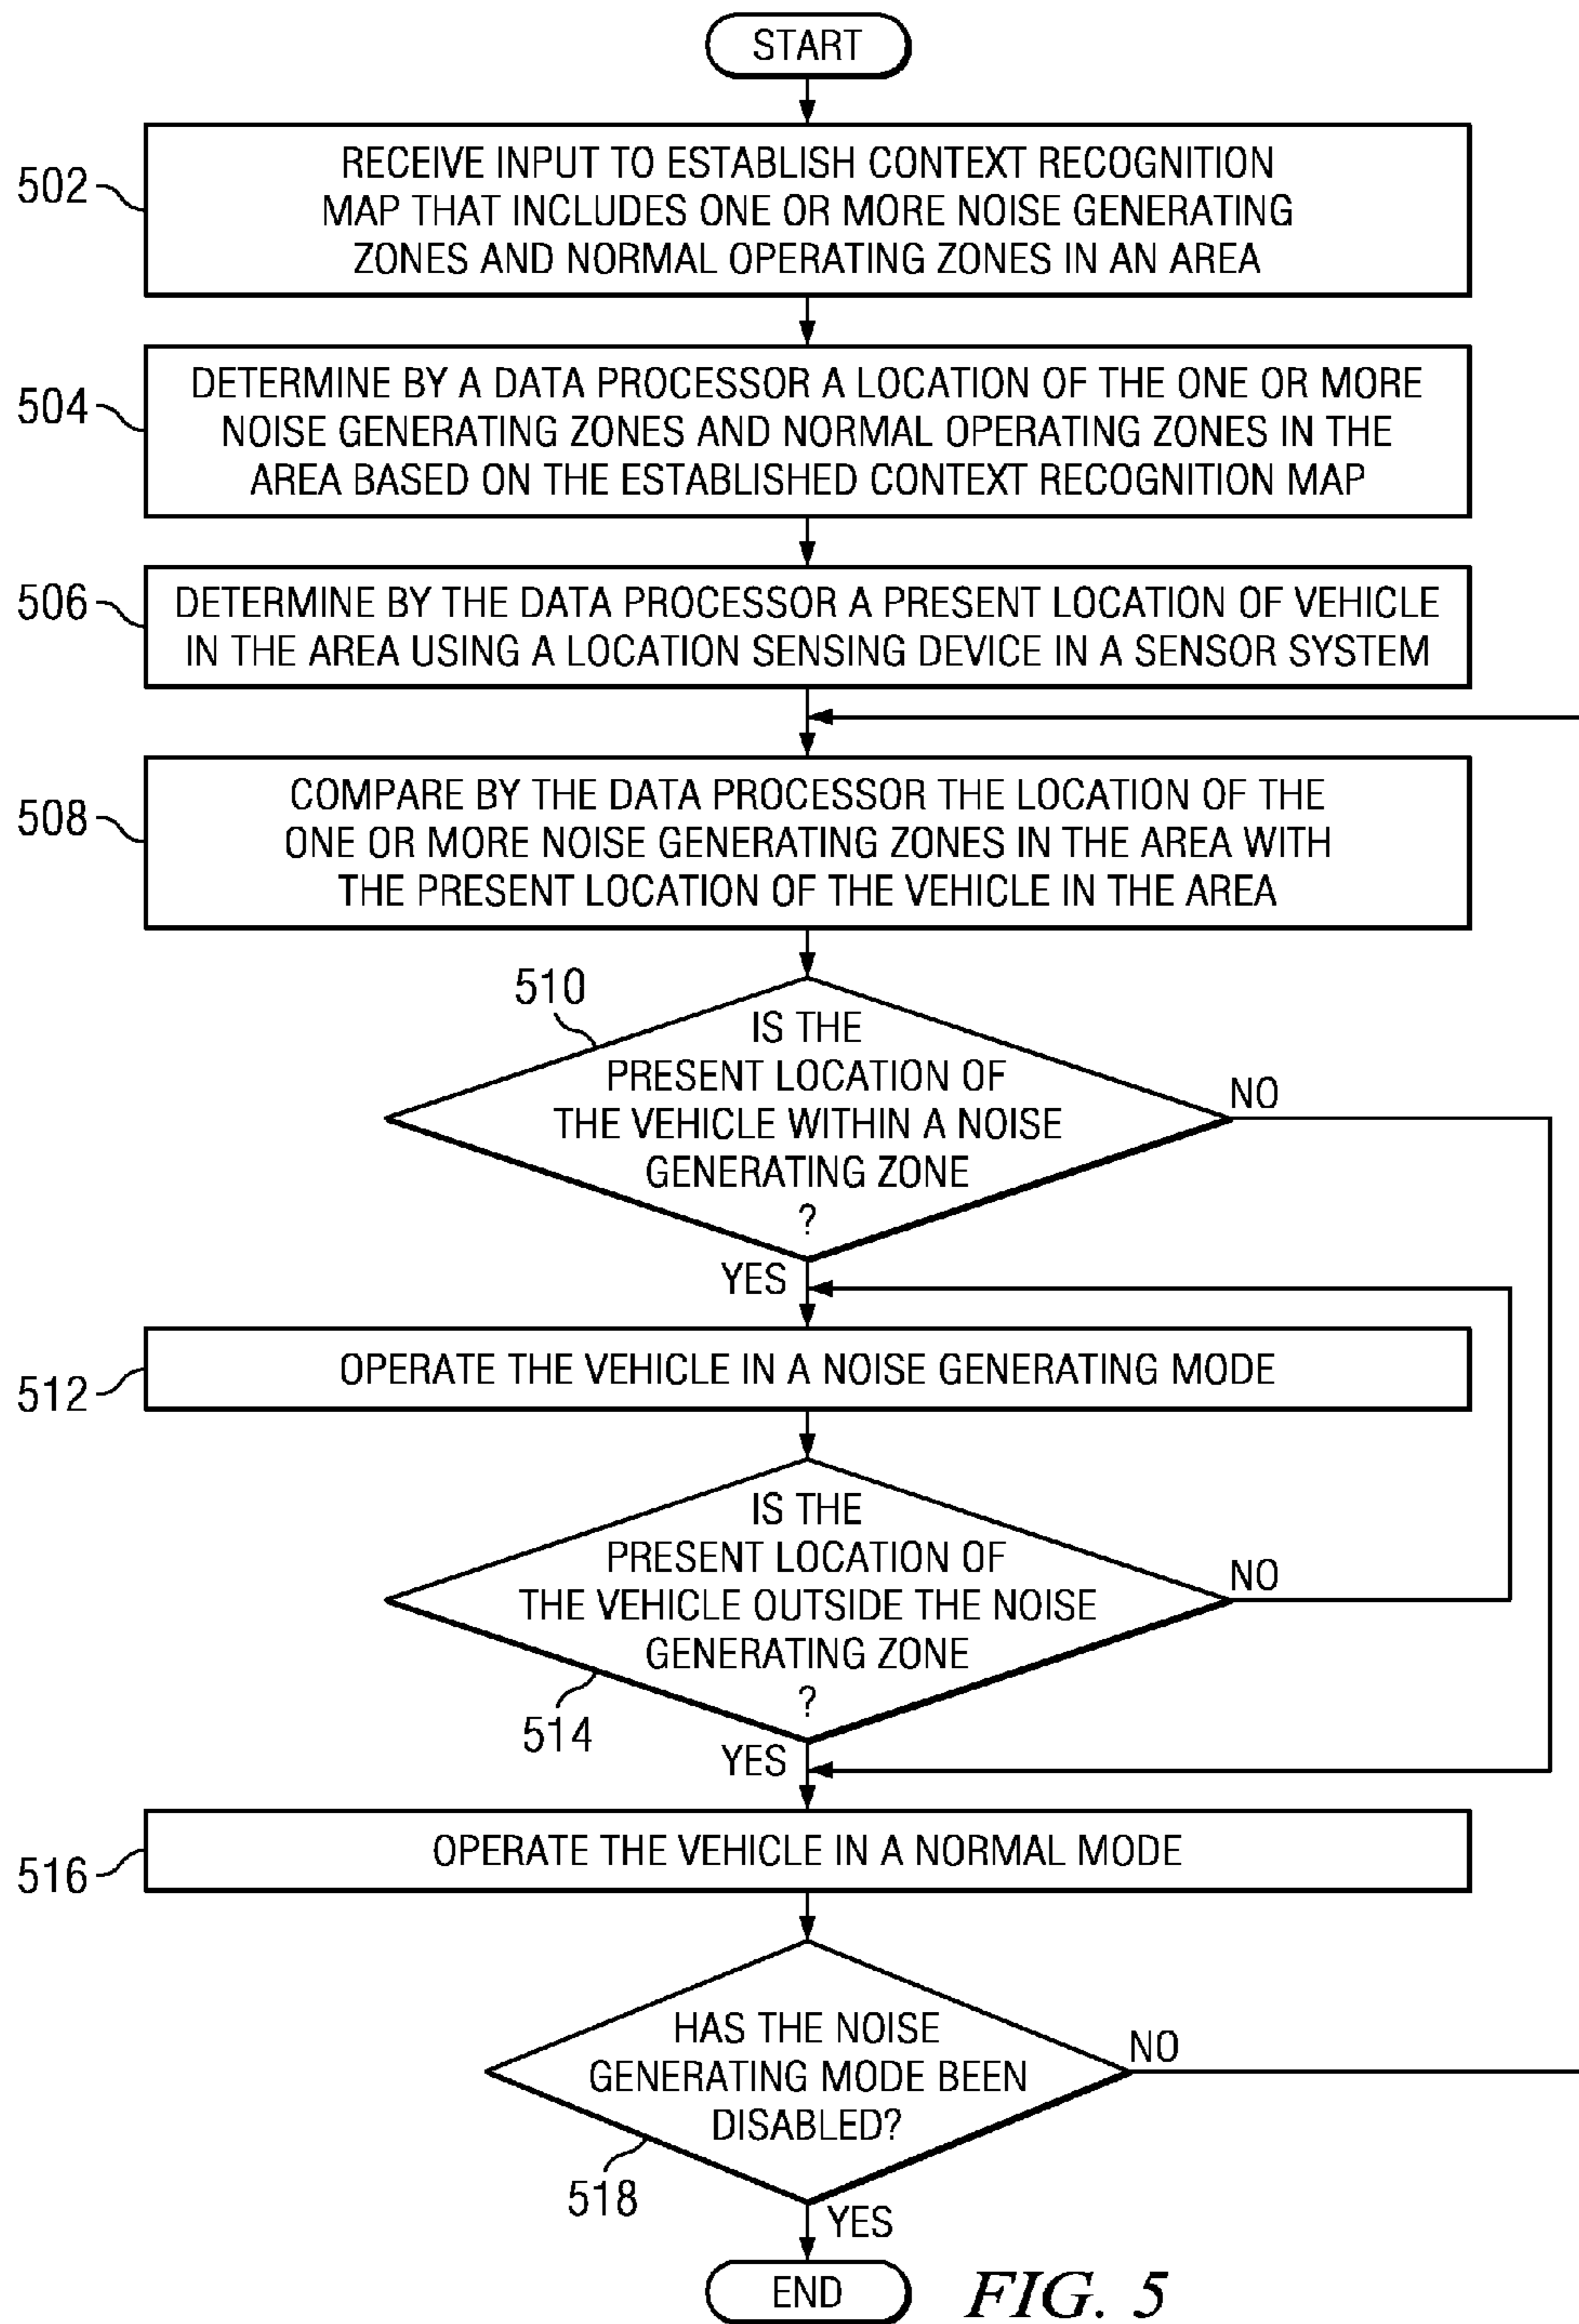 START
502
RECEIVE INPUT TO ESTABLISH CONTEXT RECOGNITION
MAP THAT INCLUDES ONE OR MORE NOISE GENERATING
ZONES AND NORMAL OPERATING ZONES IN AN AREA
504
DETERMINE BY A DATA PROCESSOR A LOCATION OF THE ONE OR MORE
NOISE GENERATING ZONES AND NORMAL OPERATING ZONES IN THE
AREA BASED ON THE ESTABLISHED CONTEXT RECOGNITION MAP
506
DETERMINE BY THE DATA PROCESSOR A PRESENT LOCATION OF VEHICLE
IN THE AREA USING A LOCATION SENSING DEVICE IN A SENSOR SYSTEM
508
COMPARE BY THE DATA PROCESSOR THE LOCATION OF THE
ONE OR MORE NOISE GENERATING ZONES IN THE AREA WITH
THE PRESENT LOCATION OF THE VEHICLE IN THE AREA
510
IS THE
PRESENT LOCATION OF
THE VEHICLE WITHIN A NOISE
GENERATING ZONE
?
NO
YES
512
OPERATE THE VEHICLE IN A NOISE GENERATING MODE
IS THE
PRESENT LOCATION OF
THE VEHICLE OUTSIDE THE NOISE
GENERATING ZONE
?
NO
514
YES
516
OPERATE THE VEHICLE IN A NORMAL MODE
HAS THE NOISE
GENERATING MODE BEEN
DISABLED?
NO
518
YES
END
FIG. 5